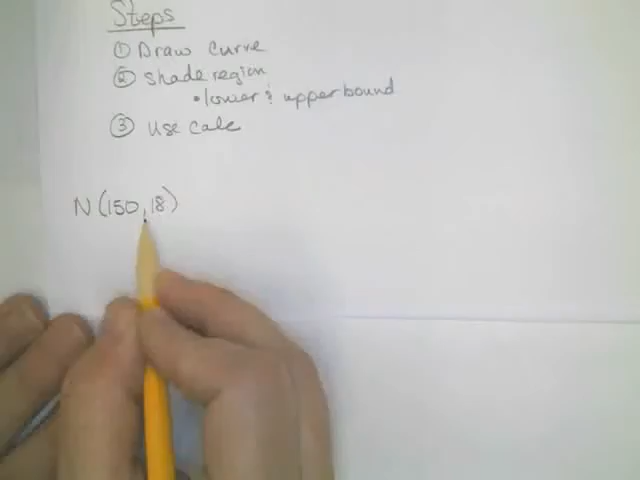 Steps
① Draw curve
② Shade region
• lower & upper bound
③ Use calc
N(150,18)